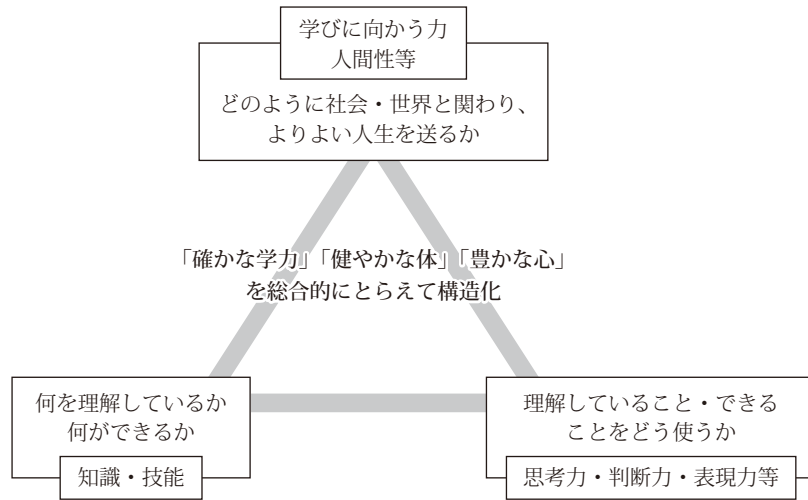 学びに向かう力
人間性等
どのように社会・世界と関わり、
よりよい人生を送るか
「確かな学力」「健やかな体」「豊かな心」
を総合的にとらえて構造化
何を理解しているか
何ができるか
知識・技能
理解していること・できる
ことをどう使うか
思考力・判断力・表現力等